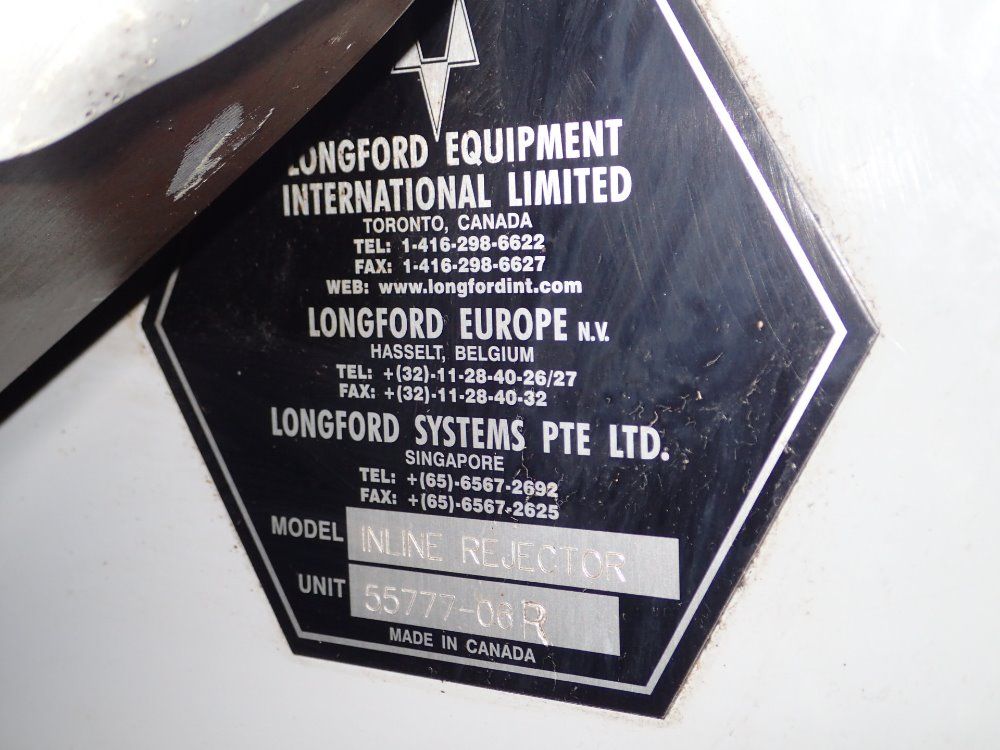 LONGFORD EQUIPMENT
INTERNATIONAL LIMITED
TORONTO, CANADA
TEL: 1-416-298-6622
FAX: 1-416-298-6627
WEB: www.longfordint.com
LONGFORD EUROPE N.V.
HASSELT, BELGIUM
TEL: +(32)-11-28-40-26/27
FAX: +(32)-11-28-40-32
LONGFORD SYSTEMS PTE LTD.
SINGAPORE
TEL: +(65)-6567-2692
FAX: +(65)-6567-2625
MODEL INLINE REJECTOR
UNIT 55777-06R
MADE IN CANADA